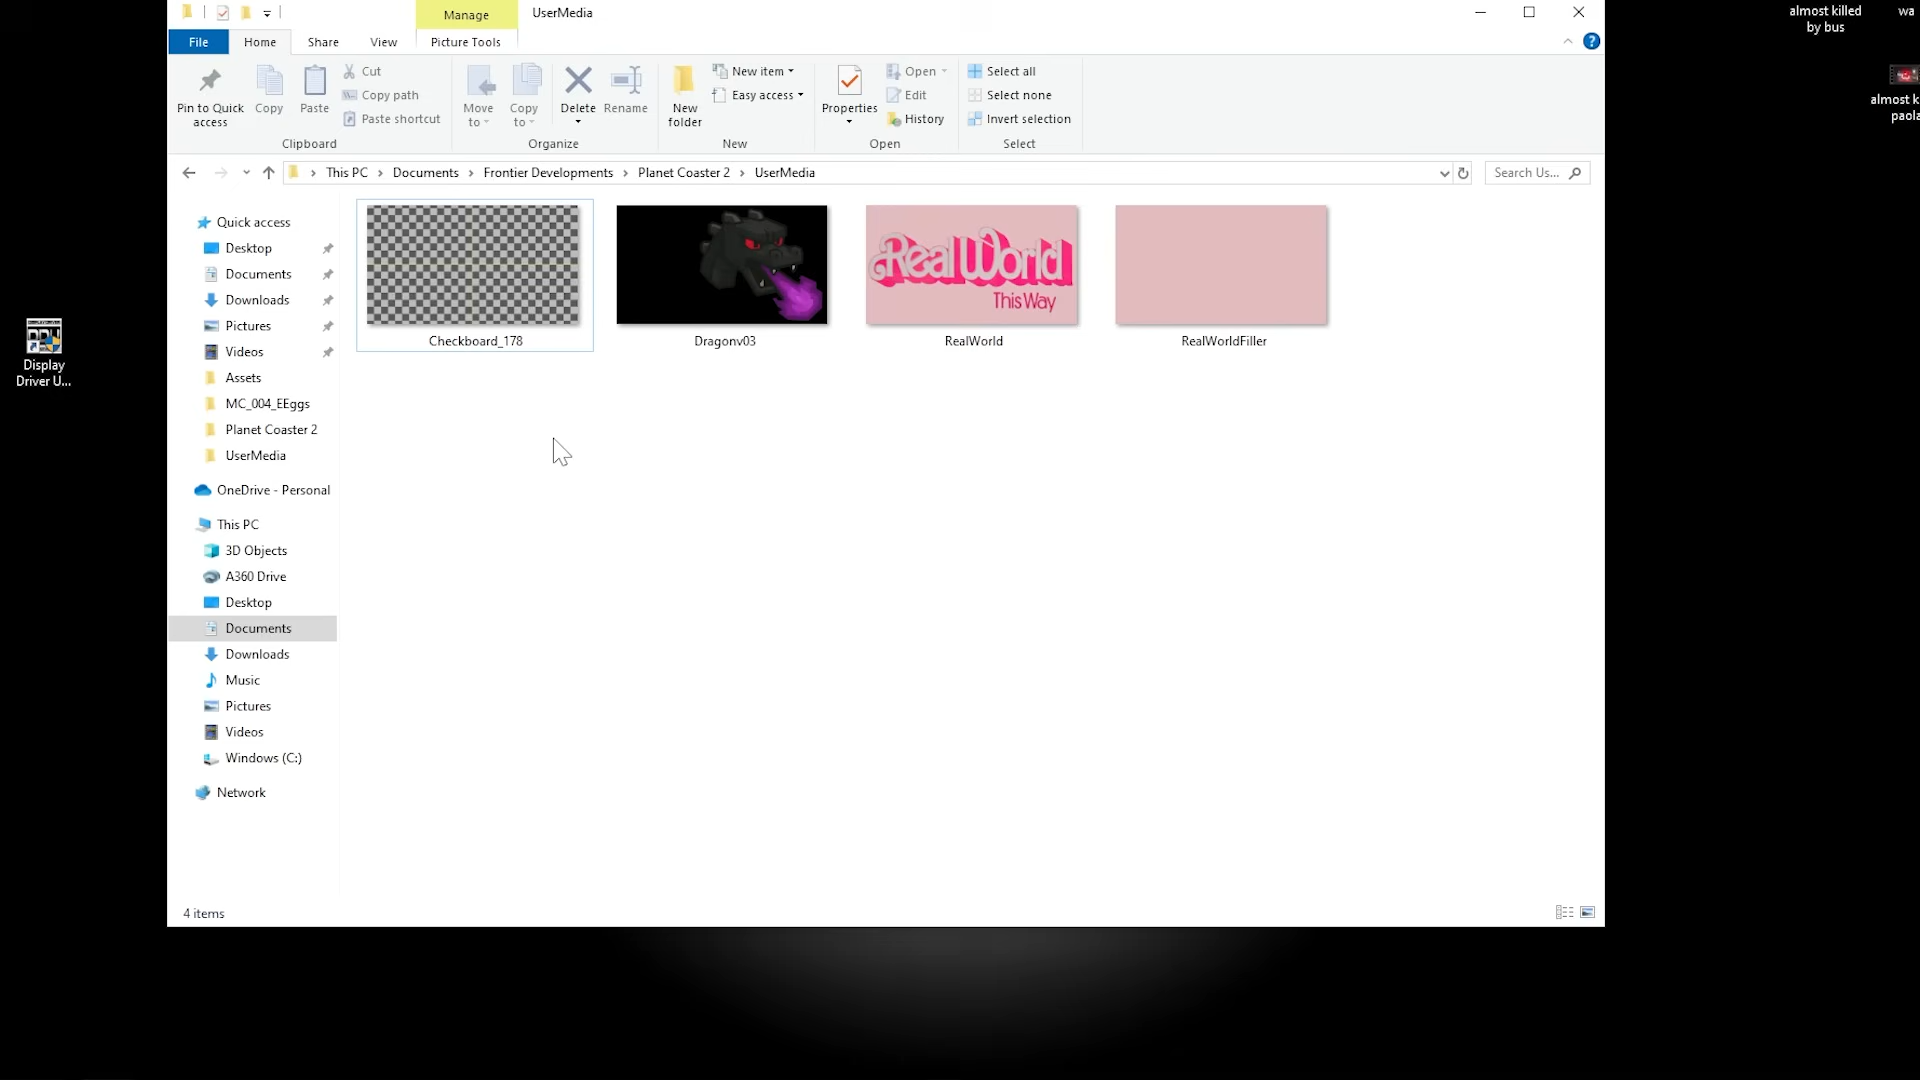 Manage
UserMedia
File
Home
Share
View
Picture Tools
Pin to Quick
access
Copy
Paste
Cut
Copy path
Paste shortcut
Clipboard
Move
to
Copy
to
Delete
Rename
Organize
New
folder
New item
Easy access
New
Properties
Open
Edit
History
Open
Select all
Select none
Invert selection
Select
This PC > Documents > Frontier Developments > Planet Coaster 2 > UserMedia
Search Us...
Quick access
Desktop
Documents
Downloads
Pictures
Videos
Assets
MC_004_EEggs
Planet Coaster 2
UserMedia
OneDrive - Personal
This PC
3D Objects
A360 Drive
Desktop
Documents
Downloads
Music
Pictures
Videos
Windows (C:)
Network
Checkboard_178
Dragonv03
Real World
This Way
RealWorld
RealWorldFiller
4 items
Display
Driver U...
almost killed
by bus
wa
almost k
paola